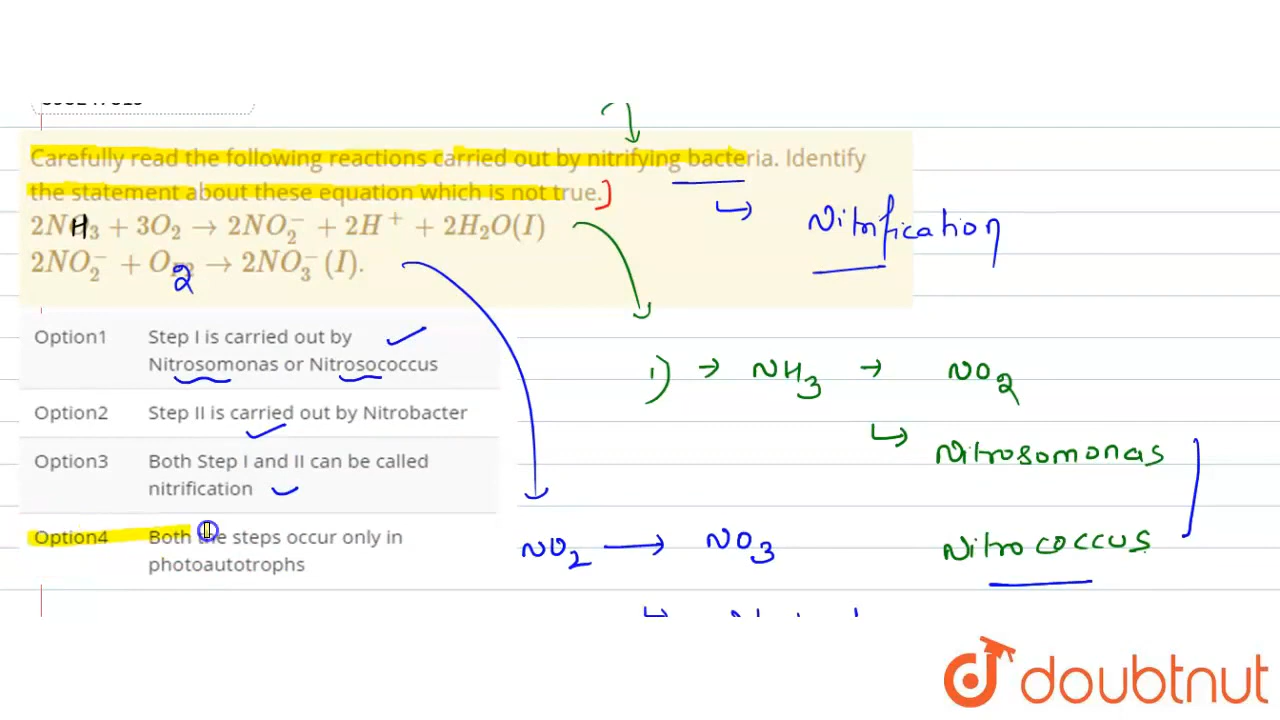 Carefully read the following reactions carried out by nitrifying bacteria. Identify
the statement about these equation which is not true.]
2NH₃ + 3O₂ → 2NO₂⁻ + 2H⁺ + 2H₂O(I)
2NO₂⁻ + O₂ → 2NO₃⁻(I).
↳ Nitrification
Option1 Step I is carried out by
Nitrosomonas or Nitrosococcus
Option2 Step II is carried out by Nitrobacter
Option3 Both Step I and II can be called
nitrification
Option4 Both the steps occur only in
photoautotrophs
1) → NH₃ → NO₂
↳ Nitrosomonas
Nitrococcus
NO₂ → NO₃
doubtnut